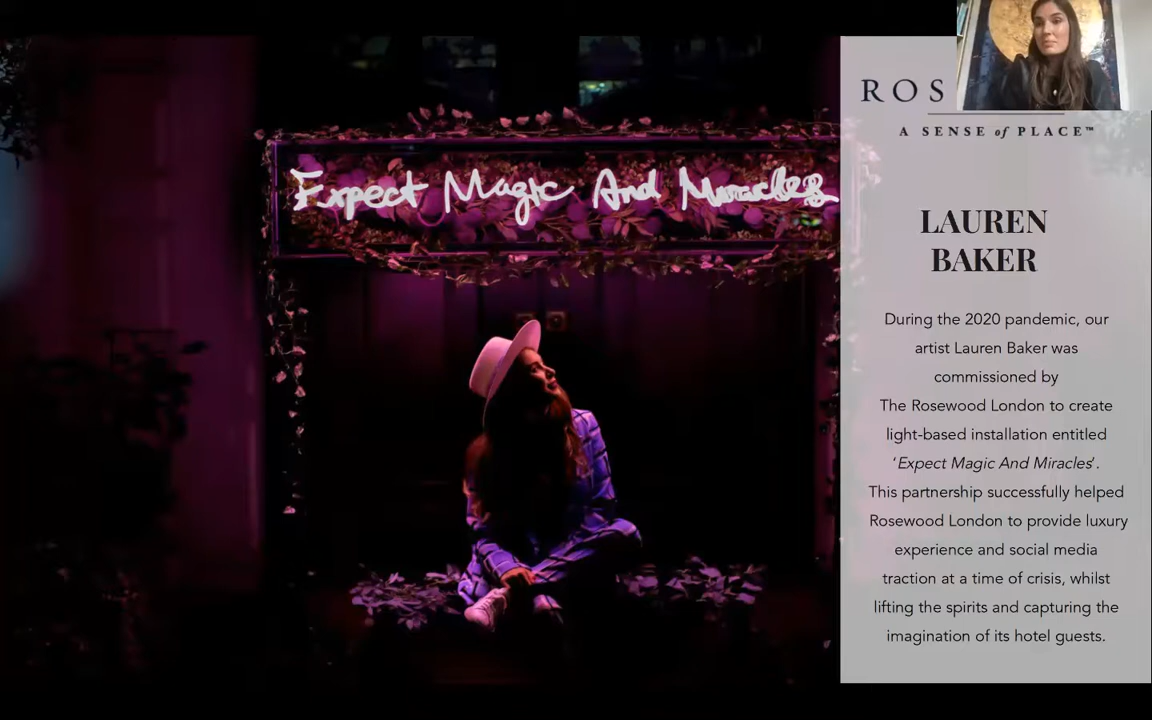 ROS
A SENSE of PLACE™
Expect Magic And Miracles
LAUREN
BAKER
During the 2020 pandemic, our
artist Lauren Baker was
commissioned by
The Rosewood London to create
light-based installation entitled
‘Expect Magic And Miracles’.
This partnership successfully helped
Rosewood London to provide luxury
experience and social media
traction at a time of crisis, whilst
lifting the spirits and capturing the
imagination of its hotel guests.